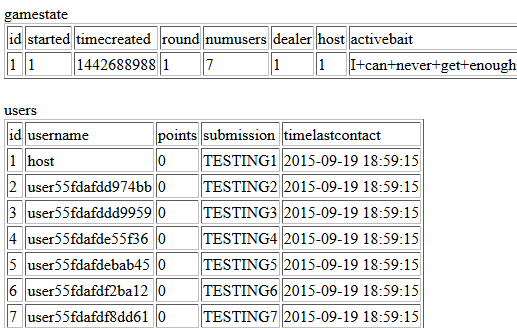 gamestate
id started timecreated round numusers dealer host activebait
1 1 1442688988 1 7 1 1 I+can+never+get+enough
users
id username points submission timelastcontact
1 host 0 TESTING1 2015-09-19 18:59:15
2 user55fdafdd974bb 0 TESTING2 2015-09-19 18:59:15
3 user55fdafddd9959 0 TESTING3 2015-09-19 18:59:15
4 user55fdafde55f36 0 TESTING4 2015-09-19 18:59:15
5 user55fdafdebab45 0 TESTING5 2015-09-19 18:59:15
6 user55fdafdf2ba12 0 TESTING6 2015-09-19 18:59:15
7 user55fdafdf8dd61 0 TESTING7 2015-09-19 18:59:15